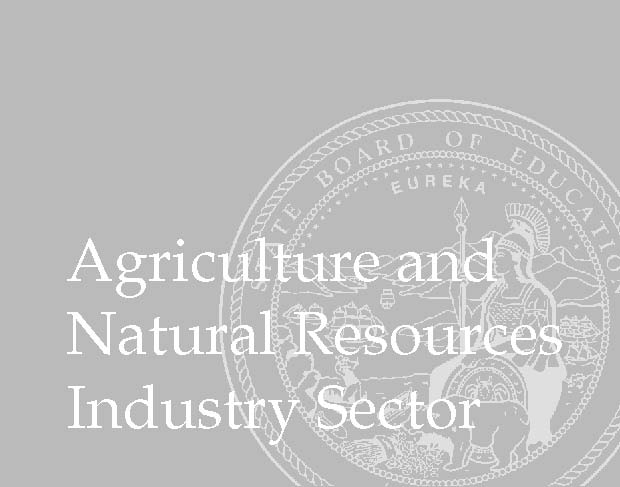 STATE BOARD OF EDUCATION
EUREKA
Agriculture and
Natural Resources
Industry Sector